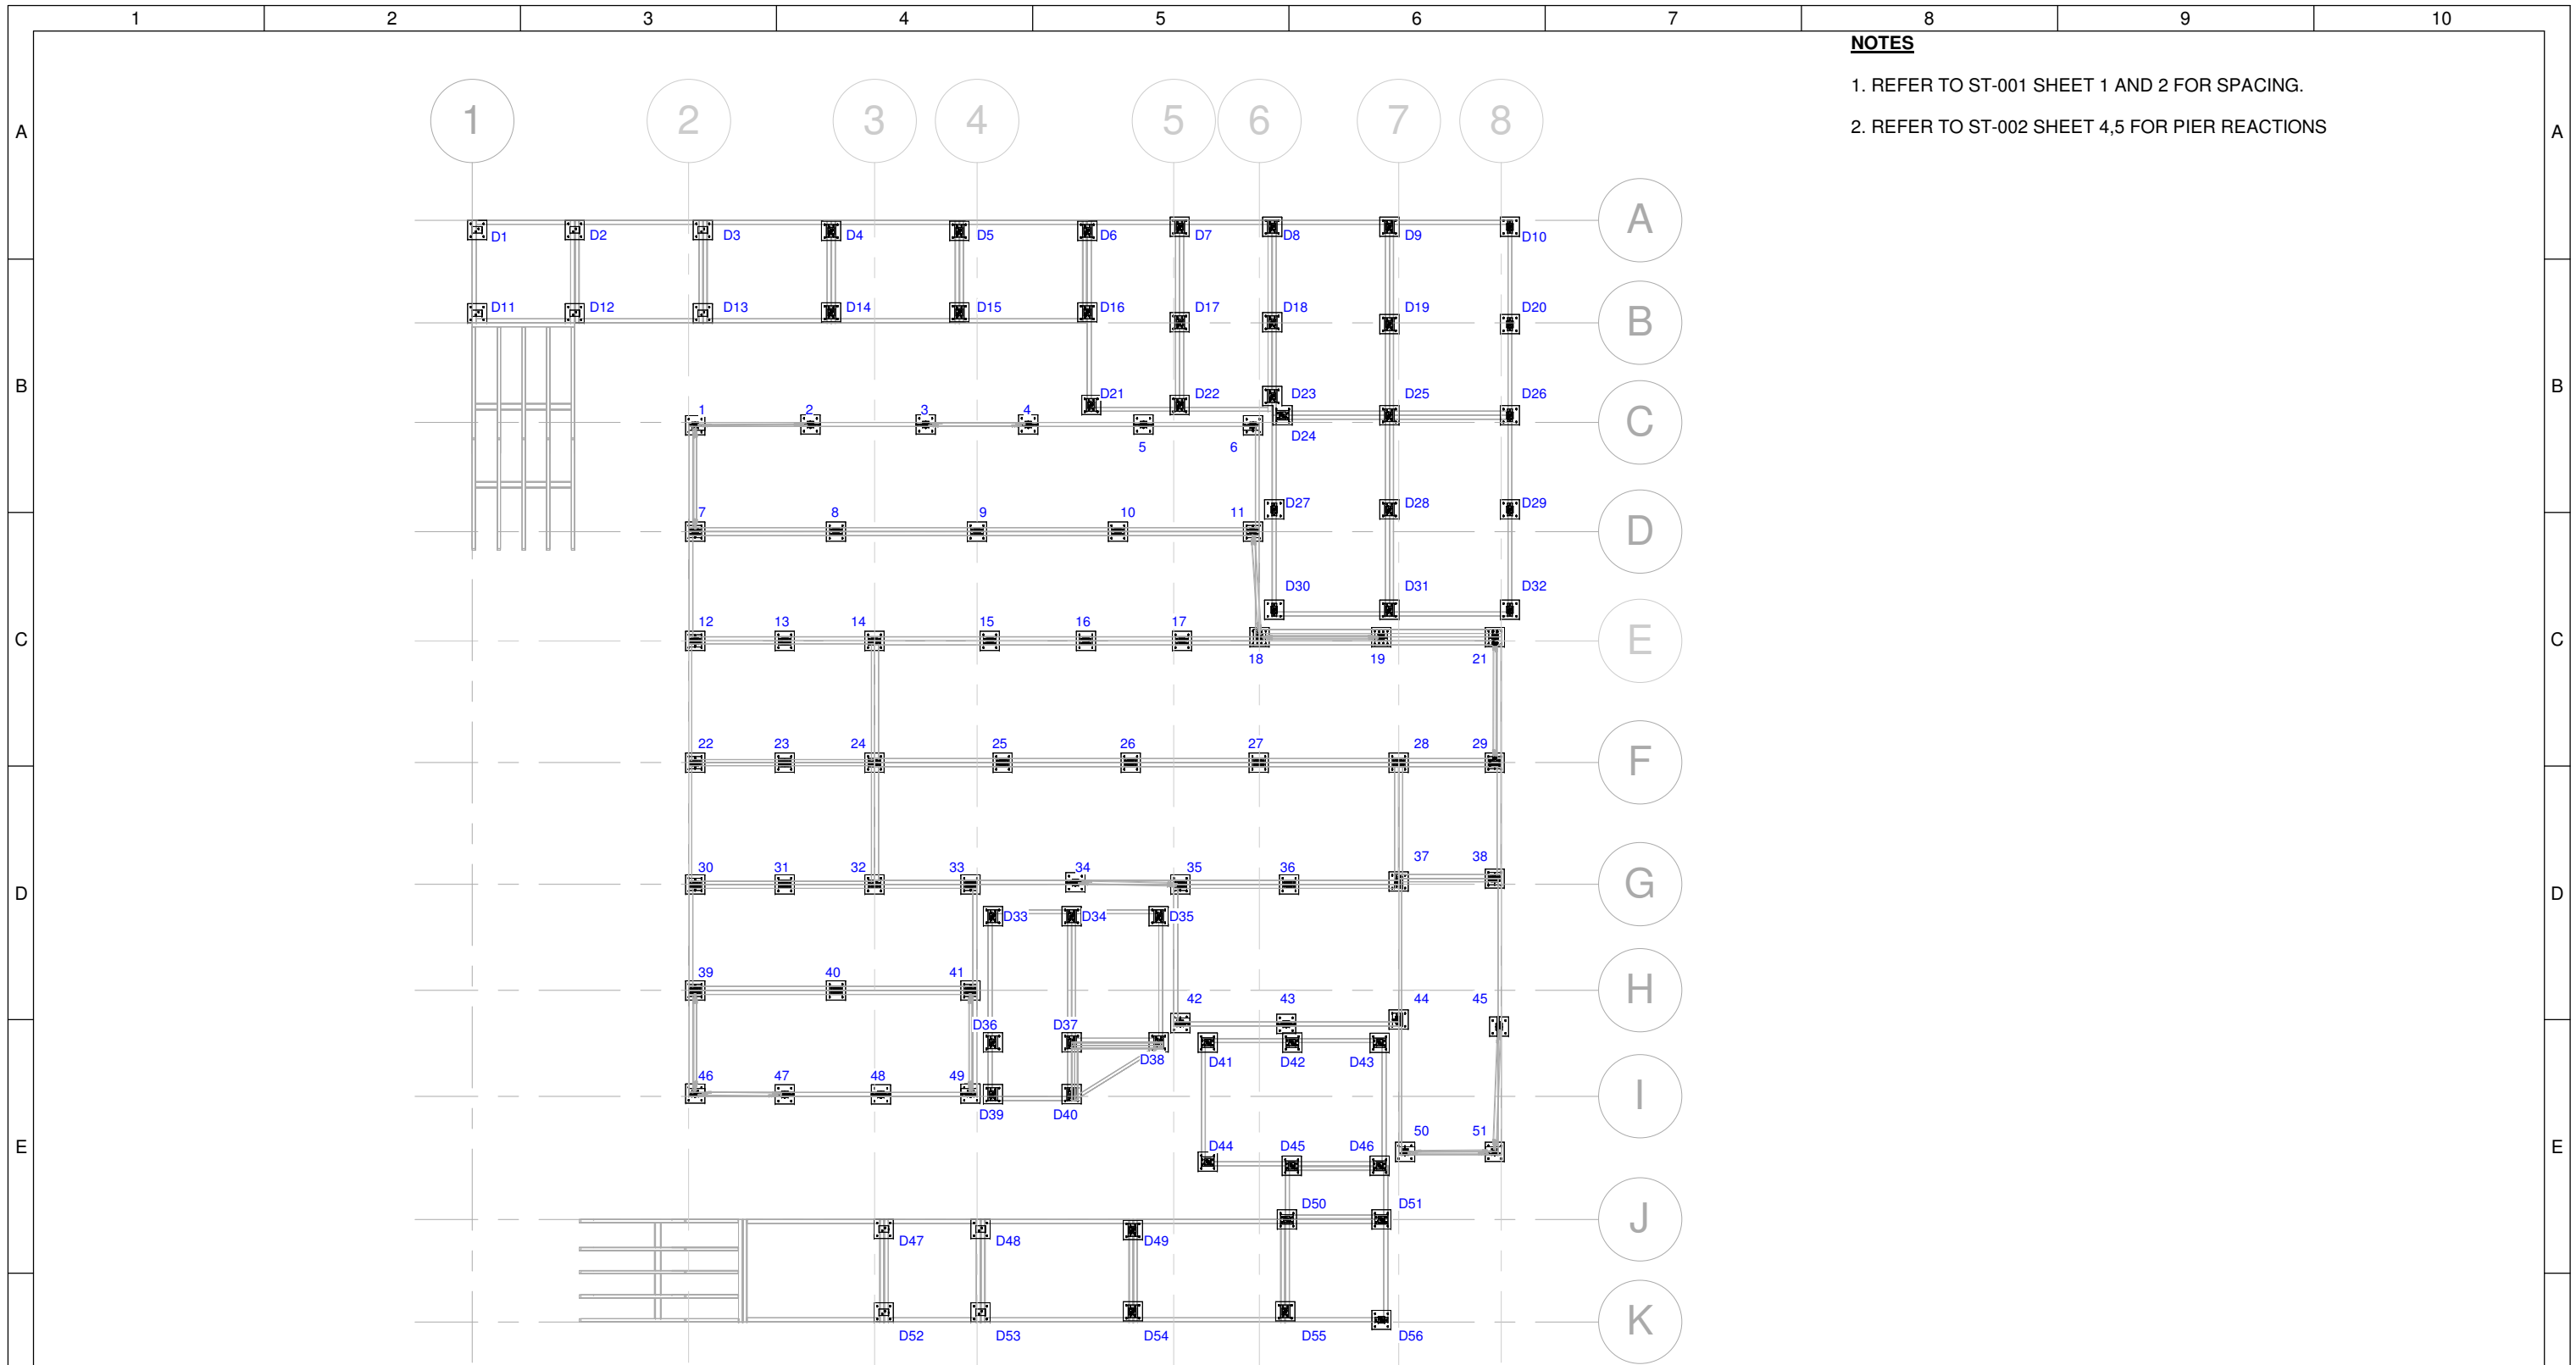 1 2 3 4 5 6 7 8 9 10
NOTES
1. REFER TO ST-001 SHEET 1 AND 2 FOR SPACING.
2. REFER TO ST-002 SHEET 4,5 FOR PIER REACTIONS
1 2 3 4 5 6 7 8
A A
A
D1 D2 D3 D4 D5 D6 D7 D8 D9 D10
D11 D12 D13 D14 D15 D16 D17 D18 D19 D20
B
B B
D21 D22 D23 D25 D26
1 2 3 4
C
D24
5 6
D27 D28 D29
7 8 9 10 11
D
D30 D31 D32
12 13 14 15 16 17
C E C
18 19 21
22 23 24 25 26 27 28 29
F
37 38
30 31 32 33 34 35 36
G
D D
D33 D34 D35
39 40 41
H
42 43 44 45
D36 D37
D38 D41 D42 D43
46 47 48 49
I
D39 D40
50 51
D44 D45 D46
E E
D50 D51
J
D47 D48 D49
K
D52 D53 D54 D55 D56